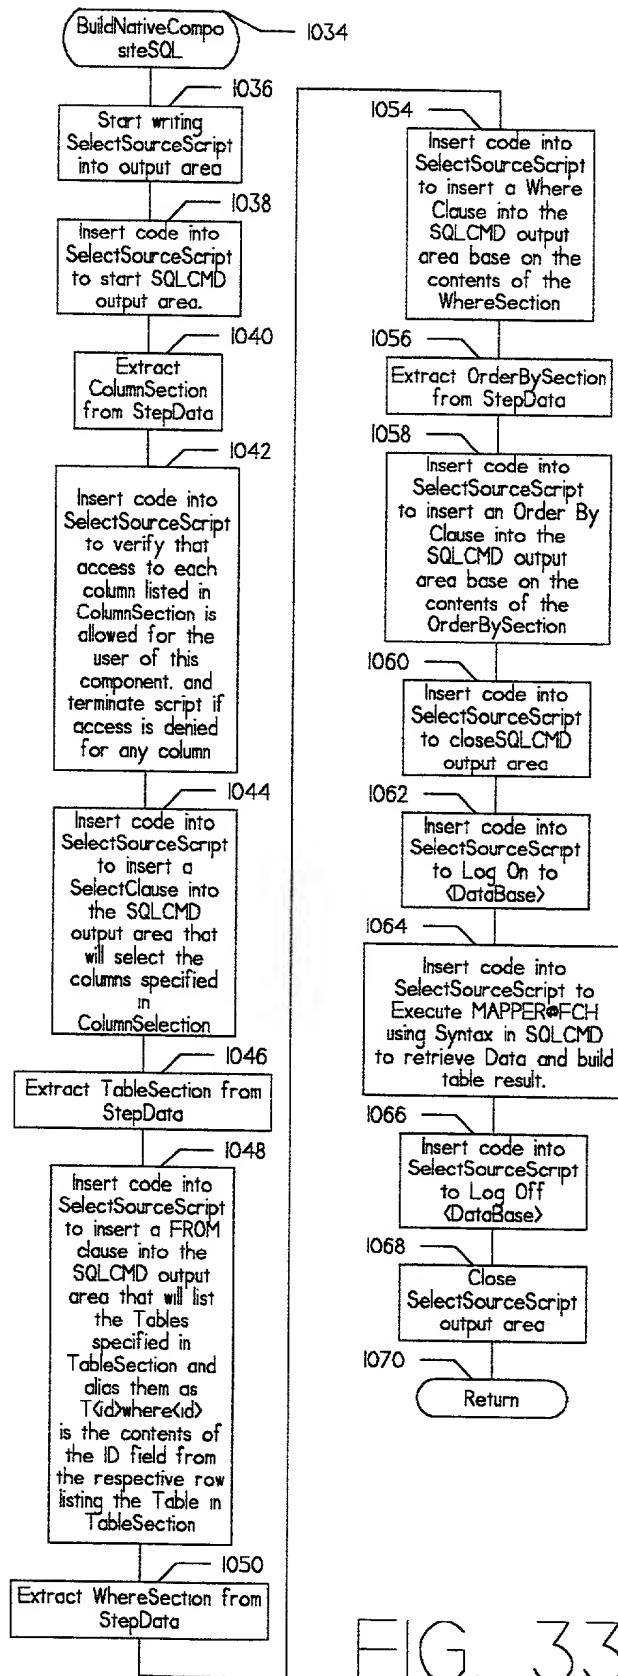 BuildNativeCompo
siteSQL
1034
1036
Start writing
SelectSourceScript
into output area
1038
Insert code into
SelectSourceScript
to start SQLCMD
output area.
1040
Extract
ColumnSection
from StepData
1042
Insert code into
SelectSourceScript
to verify that
access to each
column listed in
ColumnSection is
allowed for the
user of this
component. and
terminate script if
access is denied
for any column
1044
Insert code into
SelectSourceScript
to insert a
SelectClause into
the SQLCMD
output area that
will select the
columns specified
in
ColumnSelection
1046
Extract TableSection from
StepData
1048
Insert code into
SelectSourceScript
to insert a FROM
clause into the
SQLCMD output
area that will list
the Tables
specified in
TableSection and
alias them as
T<id>where<id>
is the contents of
the ID field from
the respective row
listing the Table in
TableSection
1050
Extract WhereSection from
StepData
1054
Insert code into
SelectSourceScript
to insert a Where
Clause into the
SQLCMD output
area base on the
contents of the
WhereSection
1056
Extract OrderBySection
from StepData
1058
Insert code into
SelectSourceScript
to insert an Order By
Clause into the
SQLCMD output
area base on the
contents of the
OrderBySection
1060
Insert code into
SelectSourceScript
to closeSQLCMD
output area
1062
Insert code into
SelectSourceScript
to Log On to
<DataBase>
1064
Insert code into
SelectSourceScript to
Execute MAPPER@FCH
using Syntax in SQLCMD
to retrieve Data and build
table result.
1066
Insert code into
SelectSourceScript
to Log Off
<DataBase>
1068
Close
SelectSourceScript
output area
1070
Return
FIG. 33